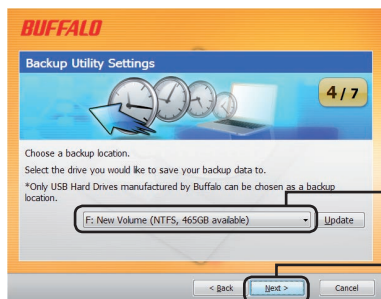 BUFFALO
Backup Utility Settings
4 / 7
Choose a backup location.
Select the drive you would like to save your backup data to.
*Only USB Hard Drives manufactured by Buffalo can be chosen as a backup
location.
F: New Volume (NTFS, 465GB available)
Update
< Back
Next >
Cancel